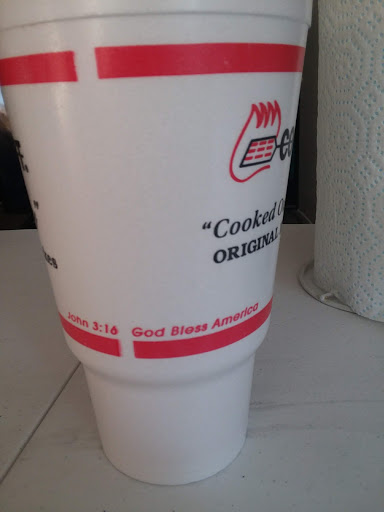 "Cooked
ORIGINAL
John 3:16 God Bless America